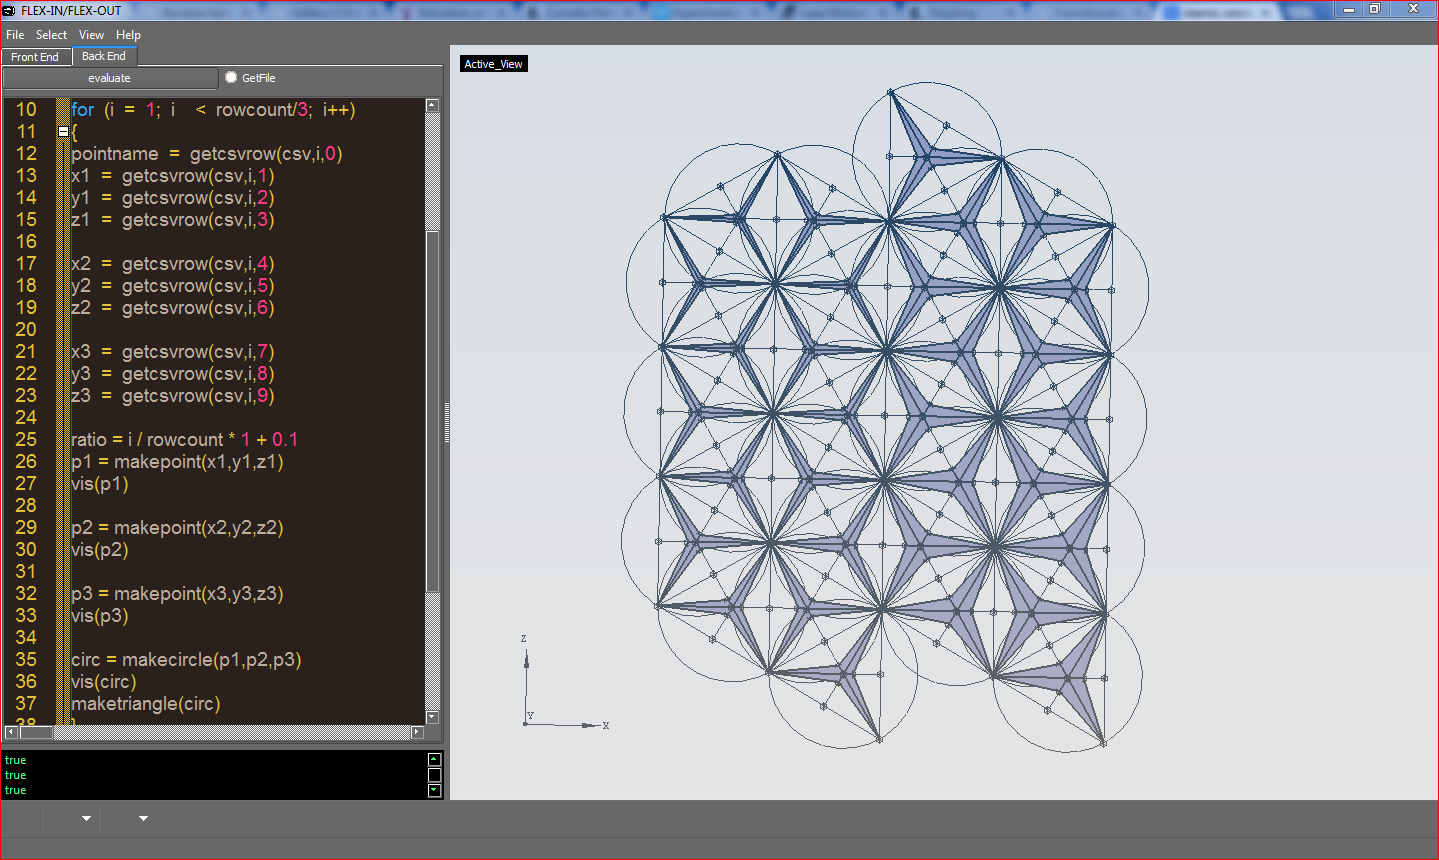 FLEX-IN/FLEX-OUT
File Select View Help
Front End Back End
evaluate GetFile
10 for (i = 1; i < rowcount/3; i++)
11 {
12 pointname = getcsvrow(csv,i,0)
13 x1 = getcsvrow(csv,i,1)
14 y1 = getcsvrow(csv,i,2)
15 z1 = getcsvrow(csv,i,3)
16
17 x2 = getcsvrow(csv,i,4)
18 y2 = getcsvrow(csv,i,5)
19 z2 = getcsvrow(csv,i,6)
20
21 x3 = getcsvrow(csv,i,7)
22 y3 = getcsvrow(csv,i,8)
23 z3 = getcsvrow(csv,i,9)
24
25 ratio = i / rowcount * 1 + 0.1
26 p1 = makepoint(x1,y1,z1)
27 vis(p1)
28
29 p2 = makepoint(x2,y2,z2)
30 vis(p2)
31
32 p3 = makepoint(x3,y3,z3)
33 vis(p3)
34
35 circ = makecircle(p1,p2,p3)
36 vis(circ)
37 maketriangle(circ)
38 }
true
true
true
Active_View
Z
Y
X